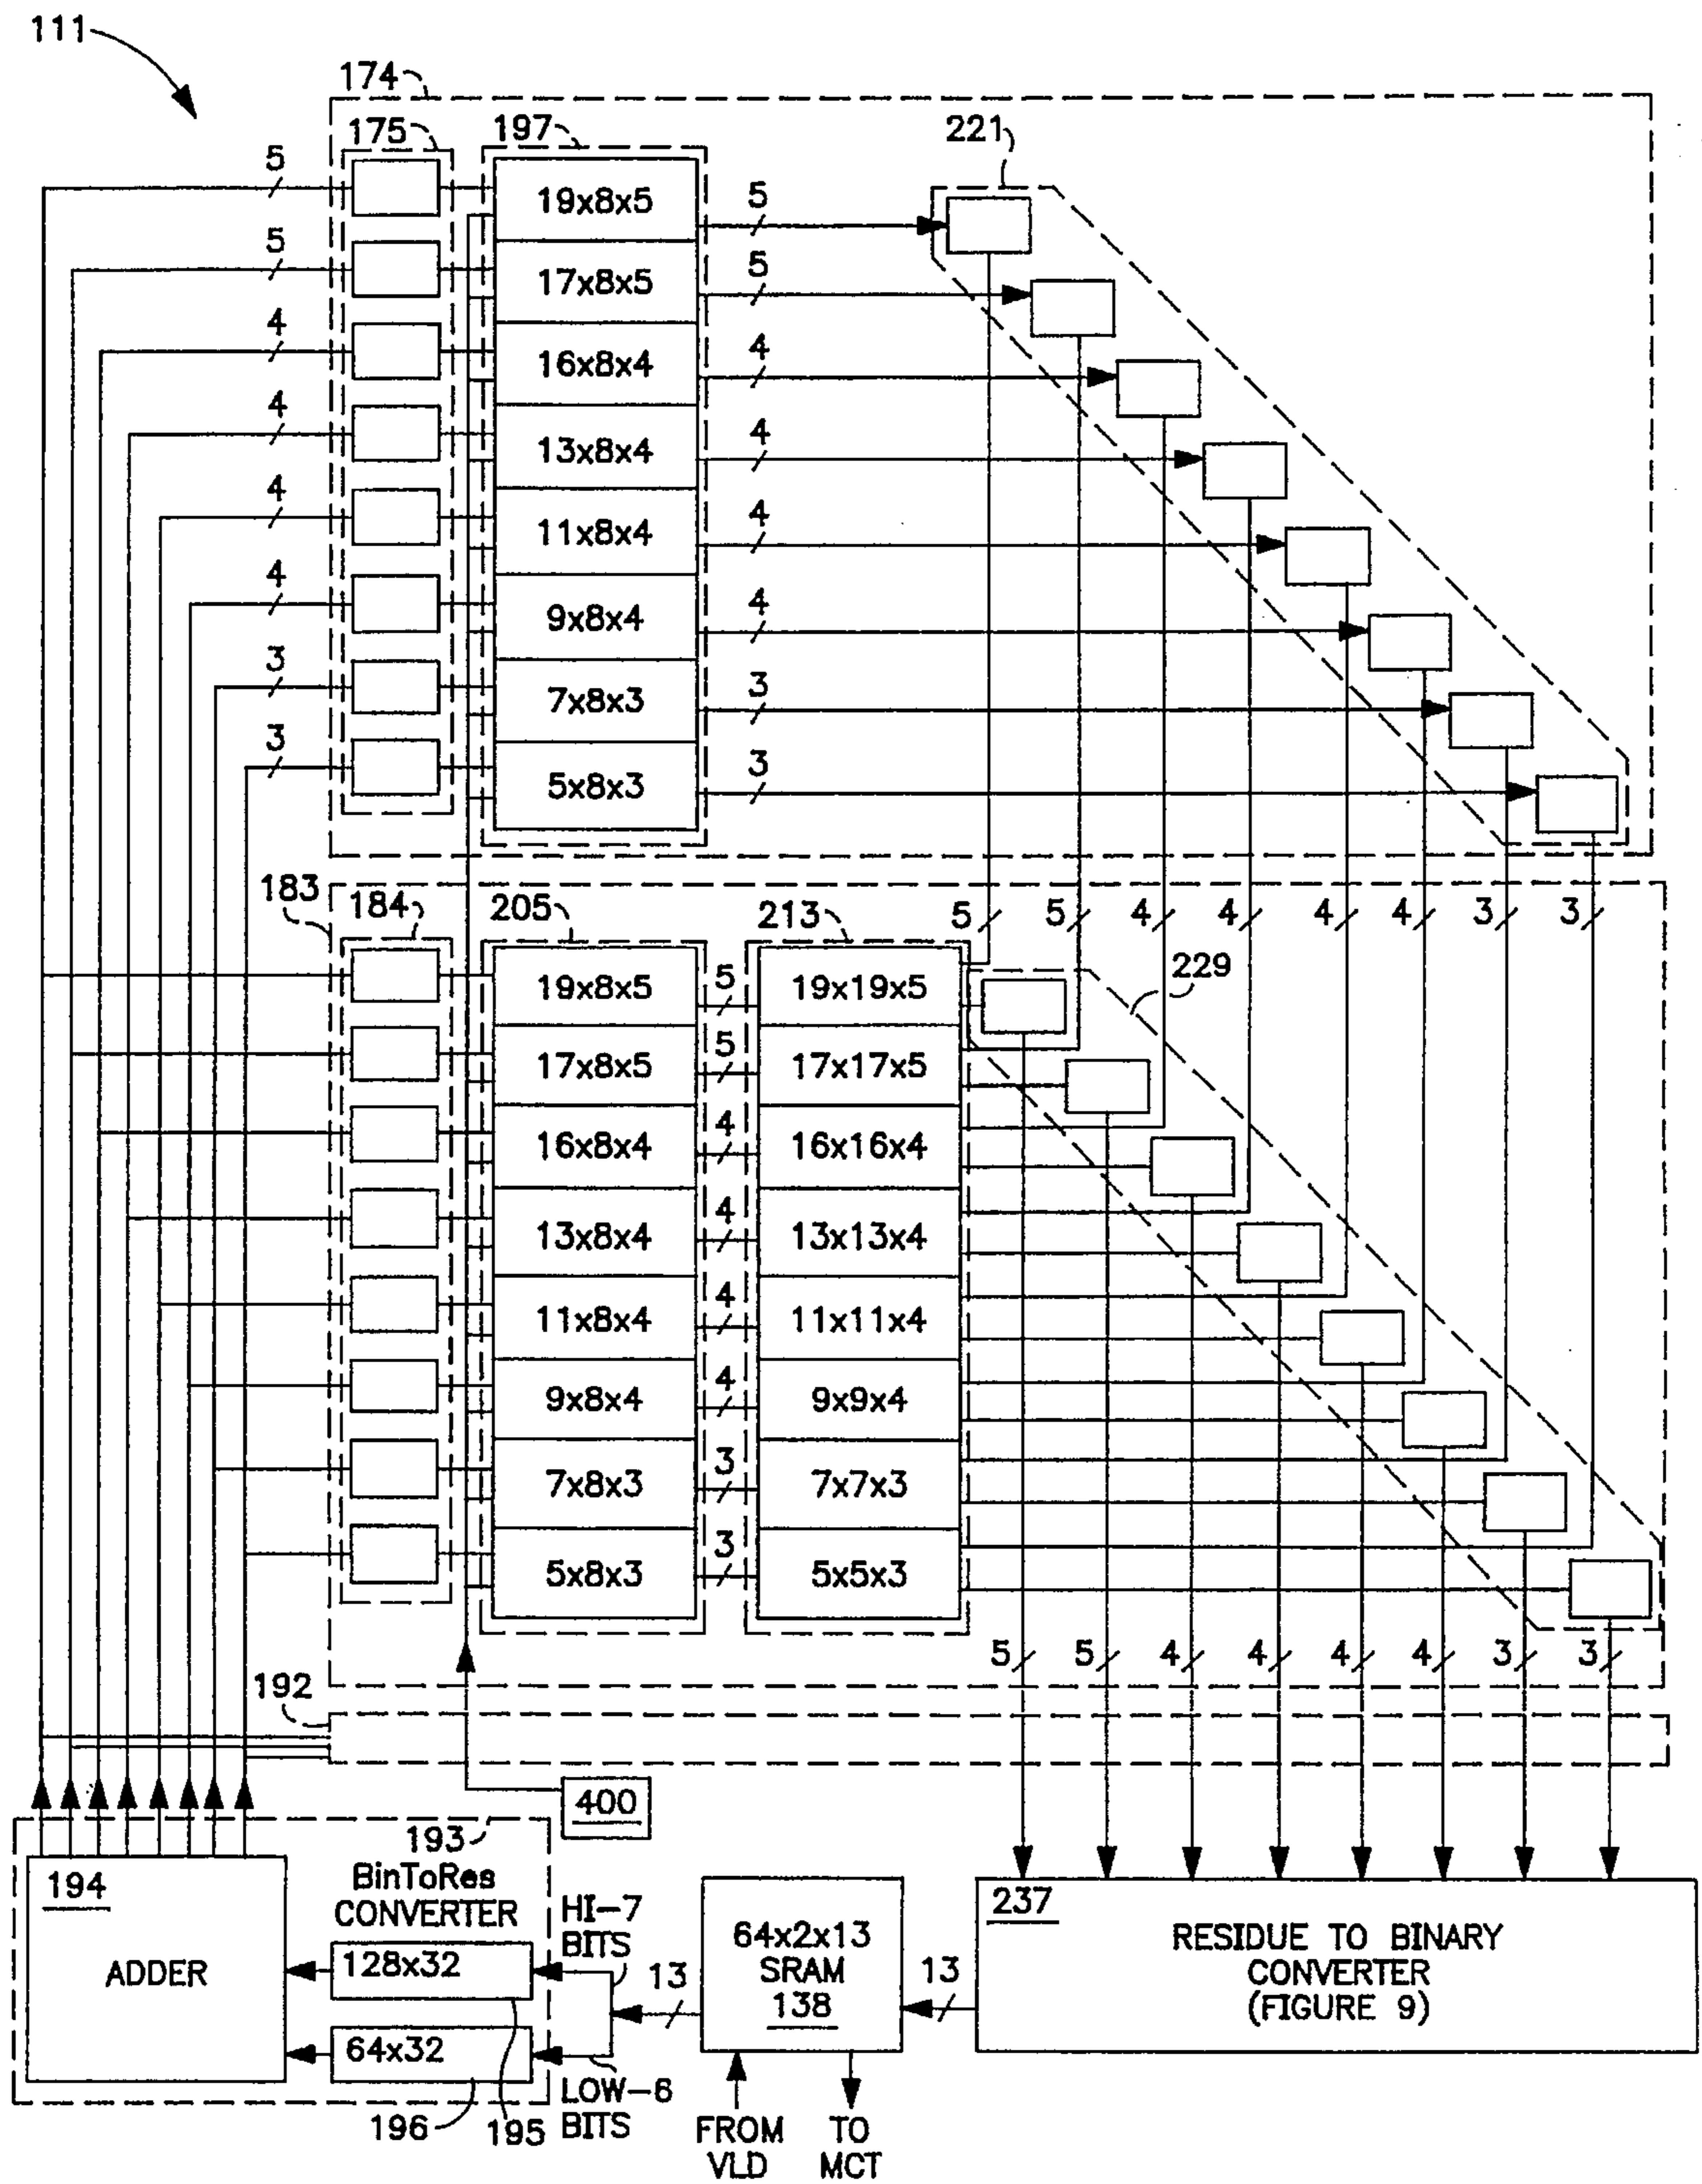 111
174
175
197
221
5
19x8x5
5
5
17x8x5
5
4
16x8x4
4
4
13x8x4
4
4
11x8x4
4
4
9x8x4
4
3
7x8x3
3
3
5x8x3
3
183
184
205
213
5
5
4
4
4
4
3
3
229
19x8x5
5
19x19x5
17x8x5
5
17x17x5
16x8x4
4
16x16x4
13x8x4
4
13x13x4
11x8x4
4
11x11x4
9x8x4
4
9x9x4
7x8x3
3
7x7x3
5x8x3
3
5x5x3
5
5
4
4
4
4
3
3
192
400
193
BinToRes
CONVERTER
194
ADDER
128x32
64x32
196
195
HI-7
BITS
LOW-6
BITS
13
64x2x13
SRAM
138
13
FROM
VLD
TO
MCT
237
RESIDUE TO BINARY
CONVERTER
(FIGURE 9)